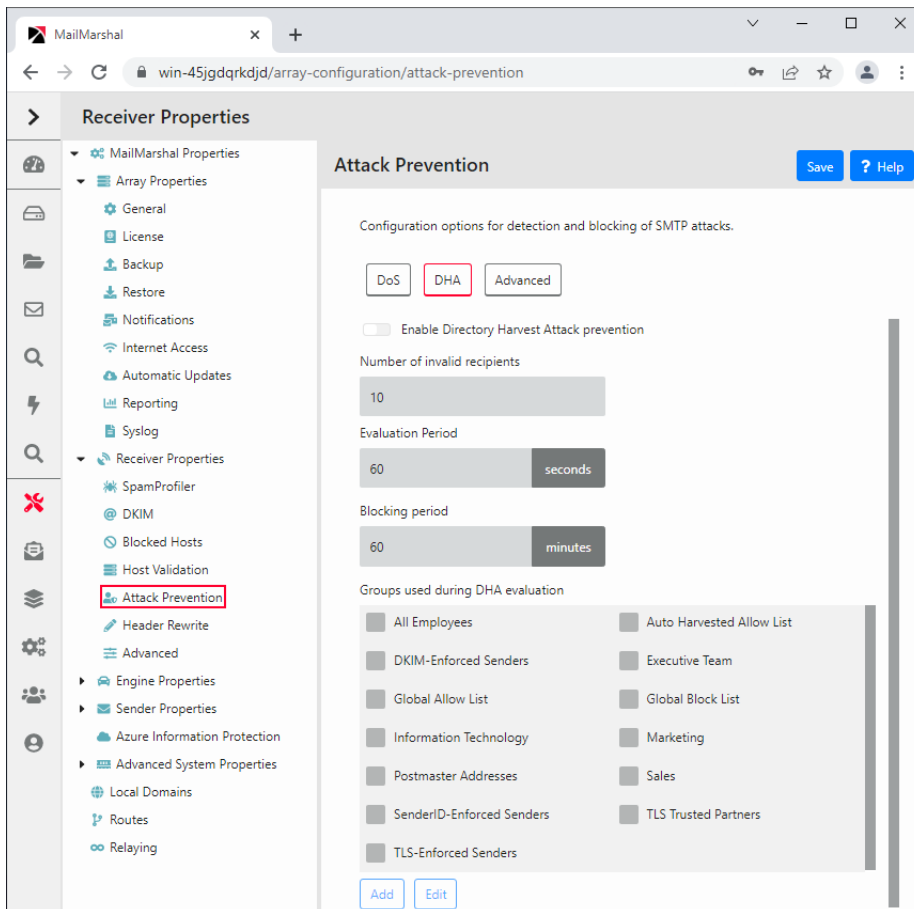 MailMarshal
win-45jgdqrkdjd/array-configuration/attack-prevention
Receiver Properties
MailMarshal Properties
Array Properties
General
License
Backup
Restore
Notifications
Internet Access
Automatic Updates
Reporting
Syslog
Receiver Properties
SpamProfiler
DKIM
Blocked Hosts
Host Validation
Attack Prevention
Header Rewrite
Advanced
Engine Properties
Sender Properties
Azure Information Protection
Advanced System Properties
Local Domains
Routes
Relaying
Attack Prevention
Save
? Help
Configuration options for detection and blocking of SMTP attacks.
DoS DHA Advanced
Enable Directory Harvest Attack prevention
Number of invalid recipients
10
Evaluation Period
60 seconds
Blocking period
60 minutes
Groups used during DHA evaluation
All Employees Auto Harvested Allow List
DKIM-Enforced Senders Executive Team
Global Allow List Global Block List
Information Technology Marketing
Postmaster Addresses Sales
SenderID-Enforced Senders TLS Trusted Partners
TLS-Enforced Senders
Add Edit